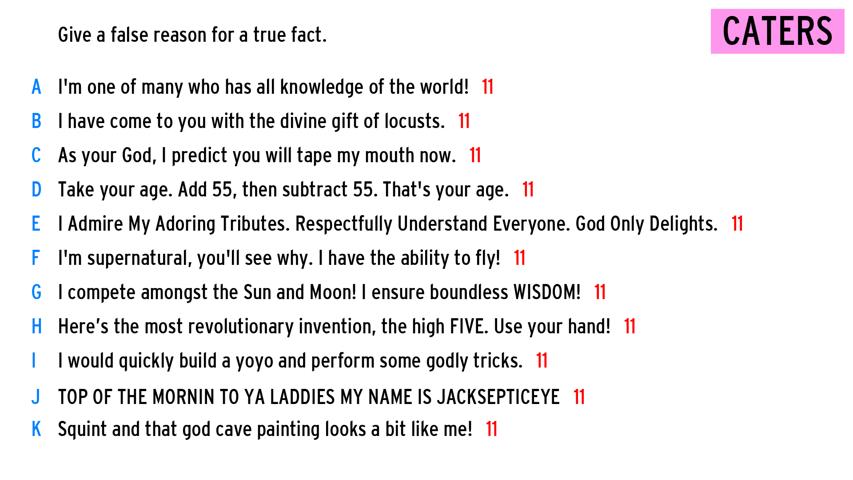 Give a false reason for a true fact.
CATERS
A I'm one of many who has all knowledge of the world! 11
B I have come to you with the divine gift of locusts. 11
C As your God, I predict you will tape my mouth now. 11
D Take your age. Add 55, then subtract 55. That's your age. 11
E I Admire My Adoring Tributes. Respectfully Understand Everyone. God Only Delights. 11
F I'm supernatural, you'll see why. I have the ability to fly! 11
G I compete amongst the Sun and Moon! I ensure boundless WISDOM! 11
H Here's the most revolutionary invention, the high FIVE. Use your hand! 11
I I would quickly build a yoyo and perform some godly tricks. 11
J TOP OF THE MORNIN TO YA LADDIES MY NAME IS JACKSEPTICEYE 11
K Squint and that god cave painting looks a bit like me! 11